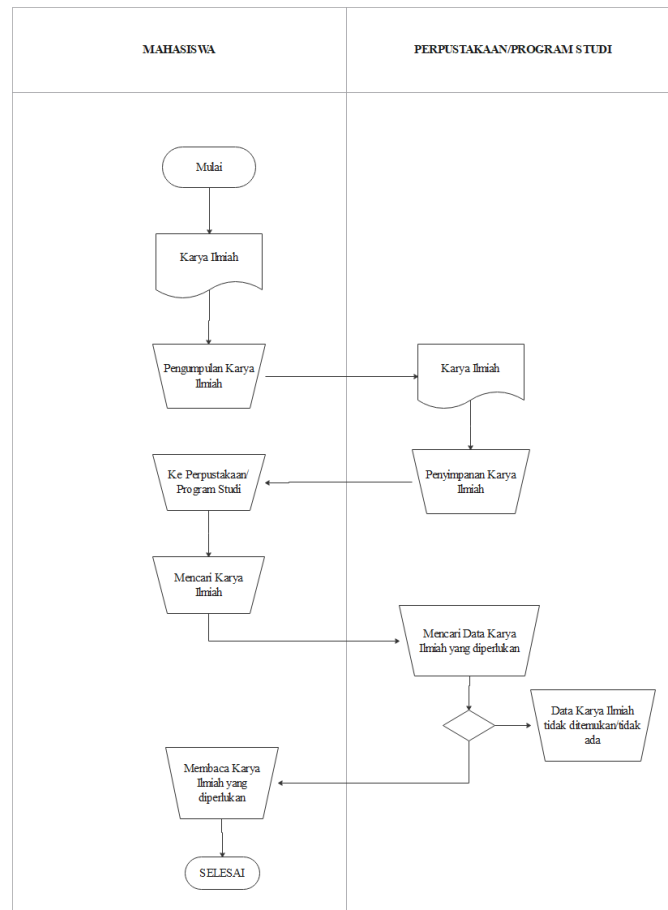 MAHASISWA
PERPUSTAKAAN/PROGRAM STUDI
Mulai
Karya Ilmiah
Pengumpulan Karya
Ilmiah
Karya Ilmiah
Penyimpanan Karya
Ilmiah
Ke Perpustakaan/
Program Studi
Mencari Karya
Ilmiah
Mencari Data Karya
Ilmiah yang diperlukan
Data Karya Ilmiah
tidak ditemukan/tidak
ada
Membaca Karya
Ilmiah yang
diperlukan
SELESAI